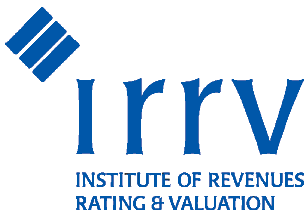 irrv
INSTITUTE OF REVENUES
RATING & VALUATION